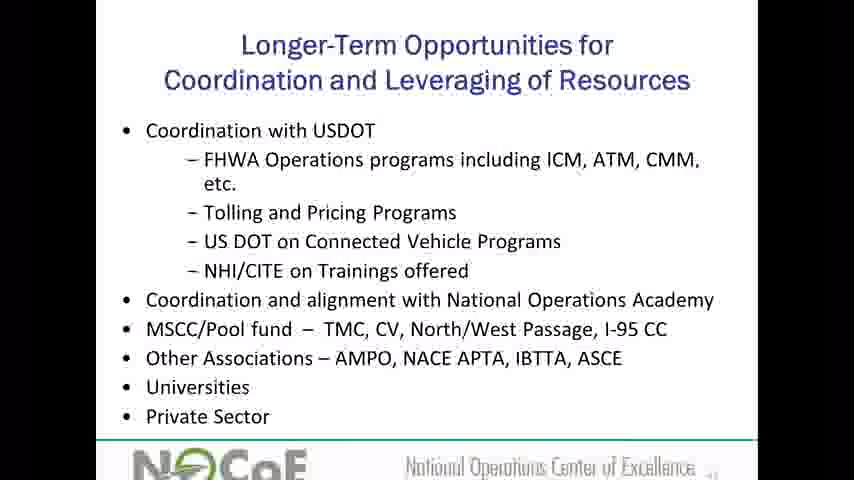 Longer-Term Opportunities for
Coordination and Leveraging of Resources
• Coordination with USDOT
– FHWA Operations programs including ICM, ATM, CMM,
etc.
– Tolling and Pricing Programs
– US DOT on Connected Vehicle Programs
– NHI/CITE on Trainings offered
• Coordination and alignment with National Operations Academy
• MSCC/Pool fund – TMC, CV, North/West Passage, I-95 CC
• Other Associations – AMPO, NACE APTA, IBTTA, ASCE
• Universities
• Private Sector
NOCoE National Operations Center of Excellence